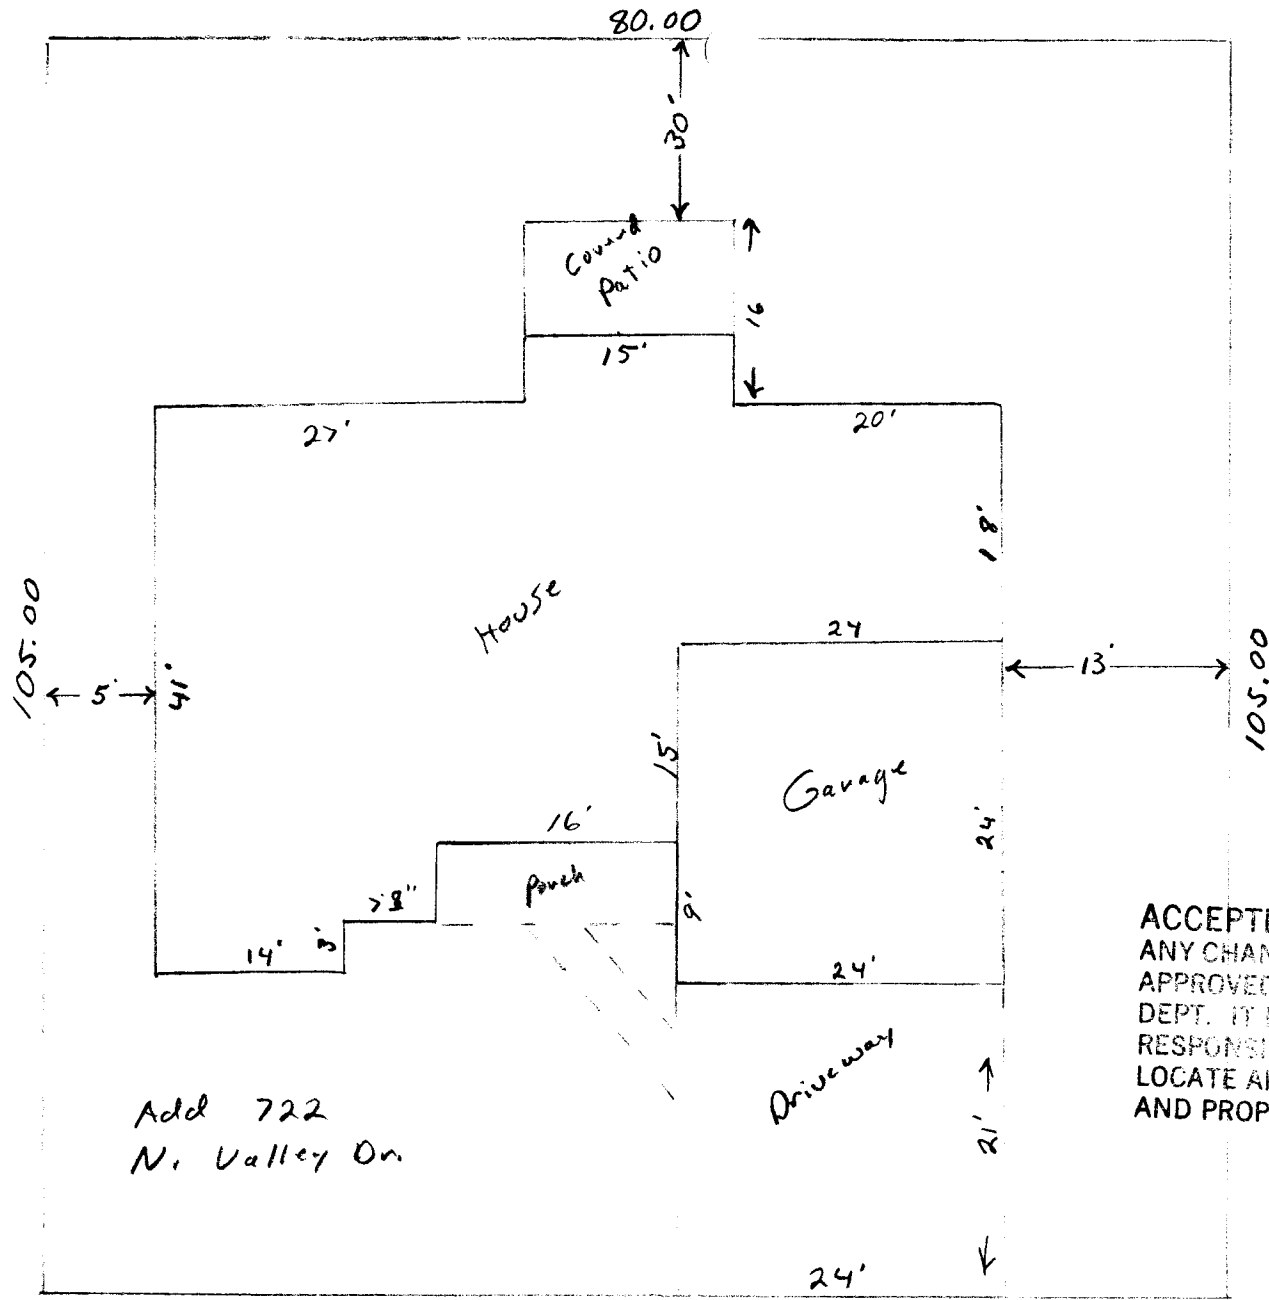 80.00
30'
Covered
Patio
16
15'
27'
20'
18'
House
24
105.00
5'
41'
13'
105.00
15'
Garage
16'
24'
Porch
9'
14'
3'
24'
ACCEPTE
ANY CHAN
APPROVED
DEPT. IT
RESPONSI
LOCATE
AND PROP
Driveway
Add 722
N. Valley Dr.
21'
24'